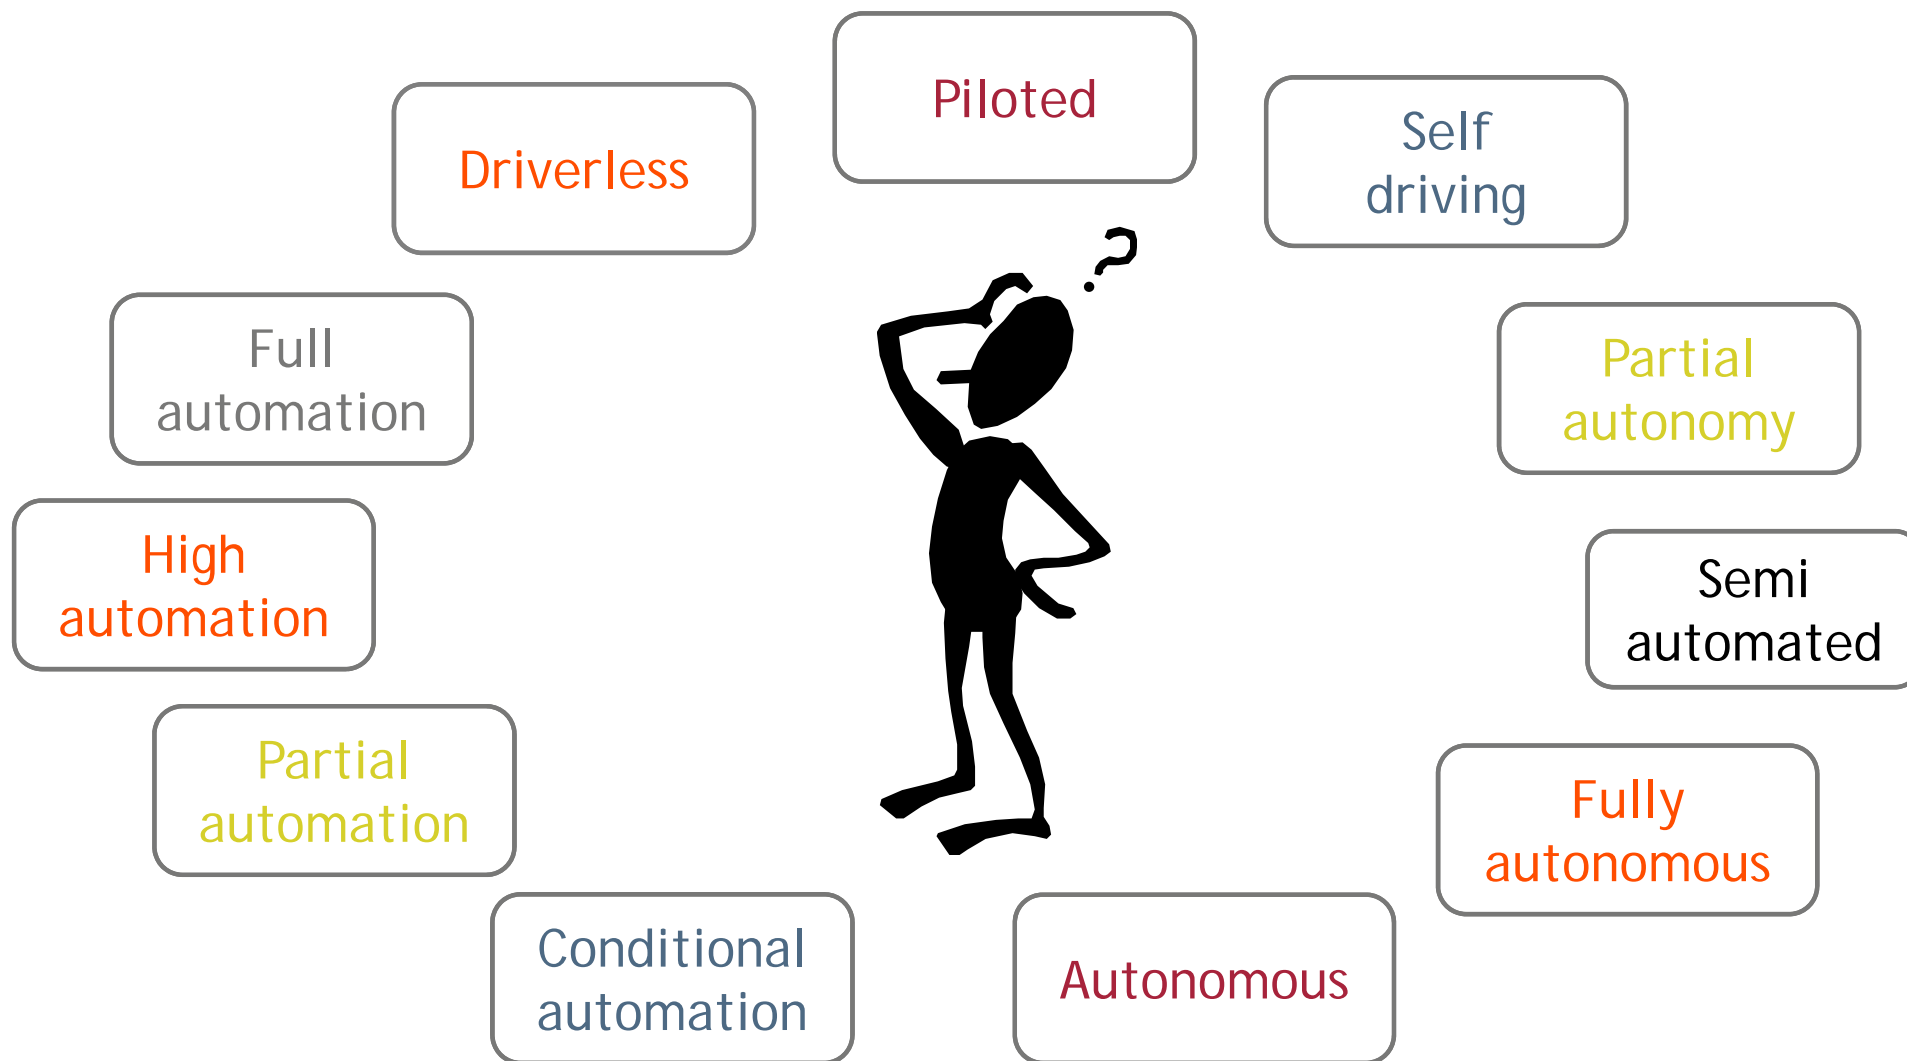 Piloted
Driverless
Self
driving
Full
automation
Partial
autonomy
?
High
automation
Semi
automated
Partial
automation
Fully
autonomous
Conditional
automation
Autonomous